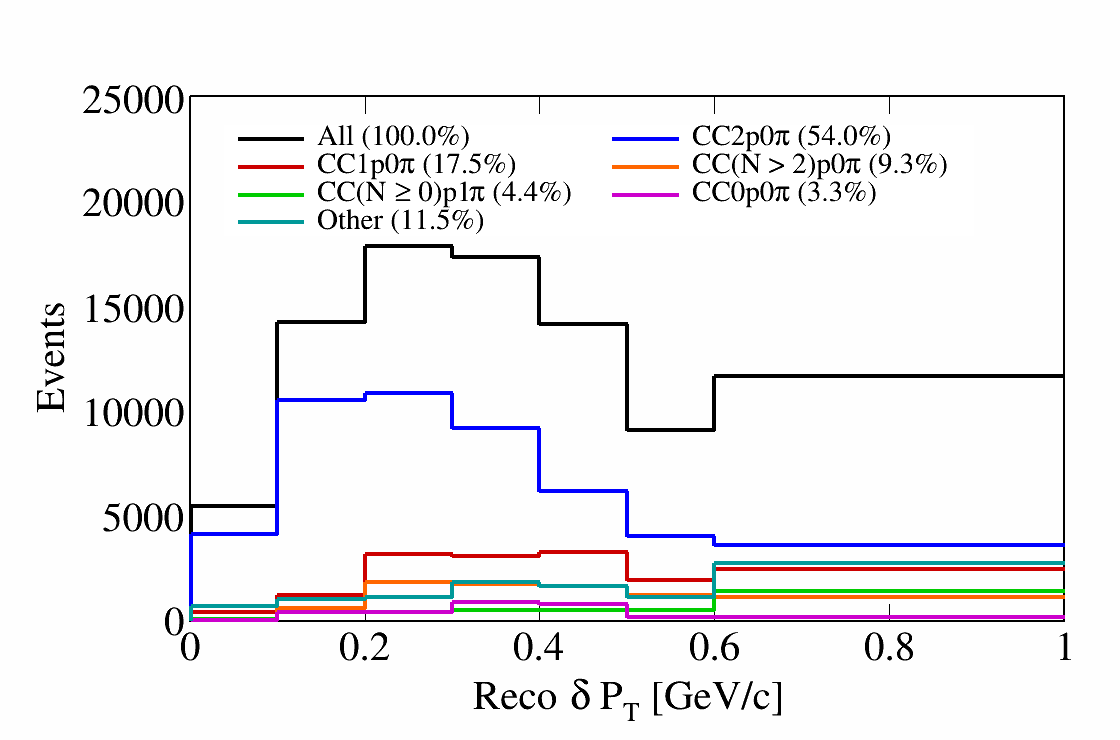 25000
20000
15000
10000
5000
0
Events
All (100.0%)
CC2p0π (54.0%)
CC1p0π (17.5%)
CC(N > 2)p0π (9.3%)
CC(N ≥ 0)p1π (4.4%)
CC0p0π (3.3%)
Other (11.5%)
0 0.2 0.4 0.6 0.8 1
Reco δ P_T [GeV/c]